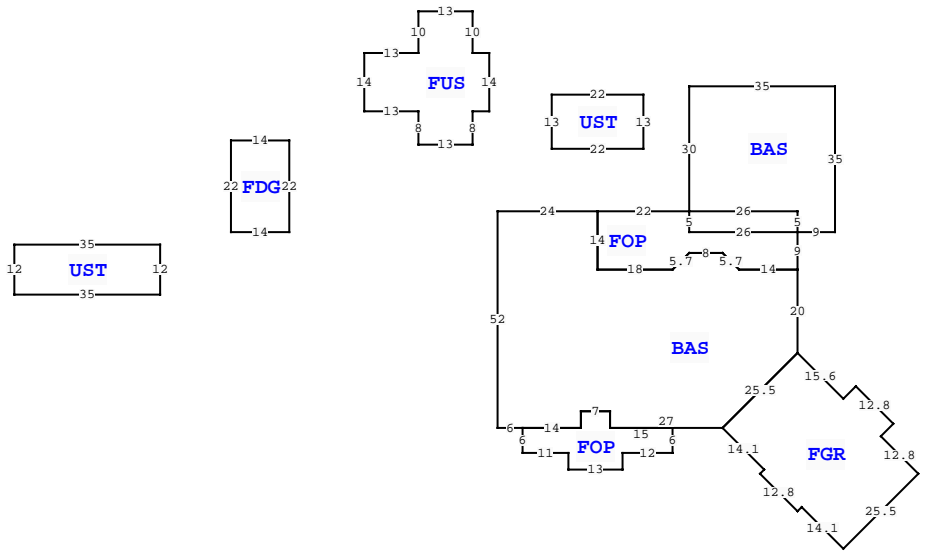 13
10 10
13
14 FUS 14
13
8 8
13
22
13 UST 13
22
35
30 BAS 35
14
22 FDG 22
14
24 22 26
5 5
26 9
14 FOP 9
18 5.7 8 5.7 14
35
12 UST 12
35
52 20
BAS
25.5 15.6
12.8
7
6 14 15 27
6 FOP 6
11 13 12
14.1 FGR 12.8
12.8
14.1 25.5